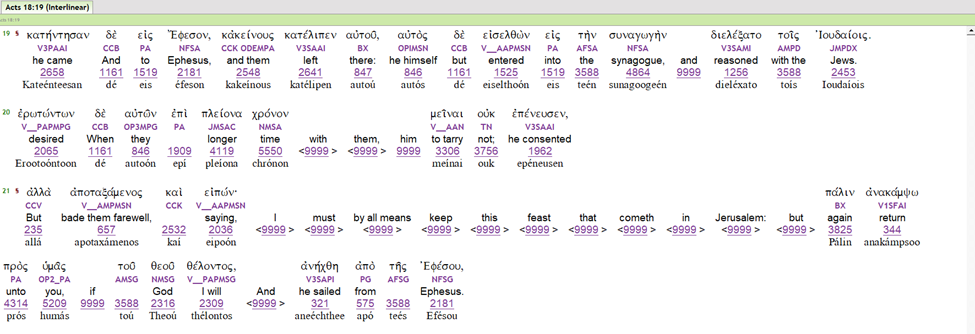 Acts 18:19 (Interlinear)
Acts 18:19
19 § κατήντησαν δὲ εἰς Ἔφεσον, κἀκείνους κατέλιπεν αὐτοῦ, αὐτὸς δὲ εἰσελθὼν εἰς τὴν συναγωγὴν διελέξατο τοῖς Ἰουδαίοις.
V3PAAI CCB PA NFSA CCK ODEMPA V3SAAI BX OPIMSN CCB V__AAPMSN PA AFSA NFSA V3SAMI AMPD JMPDX
he came And to Ephesus, and them left there: he himself but entered into the synagogue, and reasoned with the Jews.
2658 1161 1519 2181 2548 2641 847 846 1161 1525 1519 3588 4864 9999 1256 3588 2453
Kateénteesan dé eis éfeson kakeínous katélipen autoú autós dé eiselthoón eis teén sunagoogeén dieléxato tois Ioudaíois
20 § ἐρωτώντων δὲ αὐτῶν ἐπὶ πλείονα χρόνον μεῖναι οὐκ ἐπένευσεν,
V__PAPMPG CCB OP3MPG PA JMSAC NMSA V__AAN TN V3SAAI
desired When they longer time with them, him to tarry not; he consented
2065 1161 846 1909 4119 5550 <9999> <9999> 9999 3306 3756 1962
Erootoóntoon dé autoón epí pleíona chrónon meínai ouk epéneusen
21 § ἀλλὰ ἀποταξάμενος καὶ εἰπών· πάλιν ἀνακάμψω
CCV V__AMPMSN CCK V__AAPMSN BX V1SFAI
But bade them farewell, saying, I must by all means keep this feast that cometh in Jerusalem: but again return
235 657 2532 2036 <9999> <9999> <9999> <9999> <9999> <9999> <9999> <9999> <9999> <9999> <9999> 3825 344
allá apotaxámenos kaí eipoón Pálin anakámpsoo
πρὸς ὑμᾶς τοῦ θεοῦ θέλοντος, ἀνήχθη ἀπὸ τῆς Ἐφέσου,
PA OP2_PA AMSG NMSG V__PAPMSG V3SAPI PG AFSG NFSG
unto you, if God I will And he sailed from Ephesus.
4314 5209 9999 3588 2316 2309 <9999> 321 575 3588 2181
prós humás toú Theoú thélontos aneéchthee apó teés Efésou